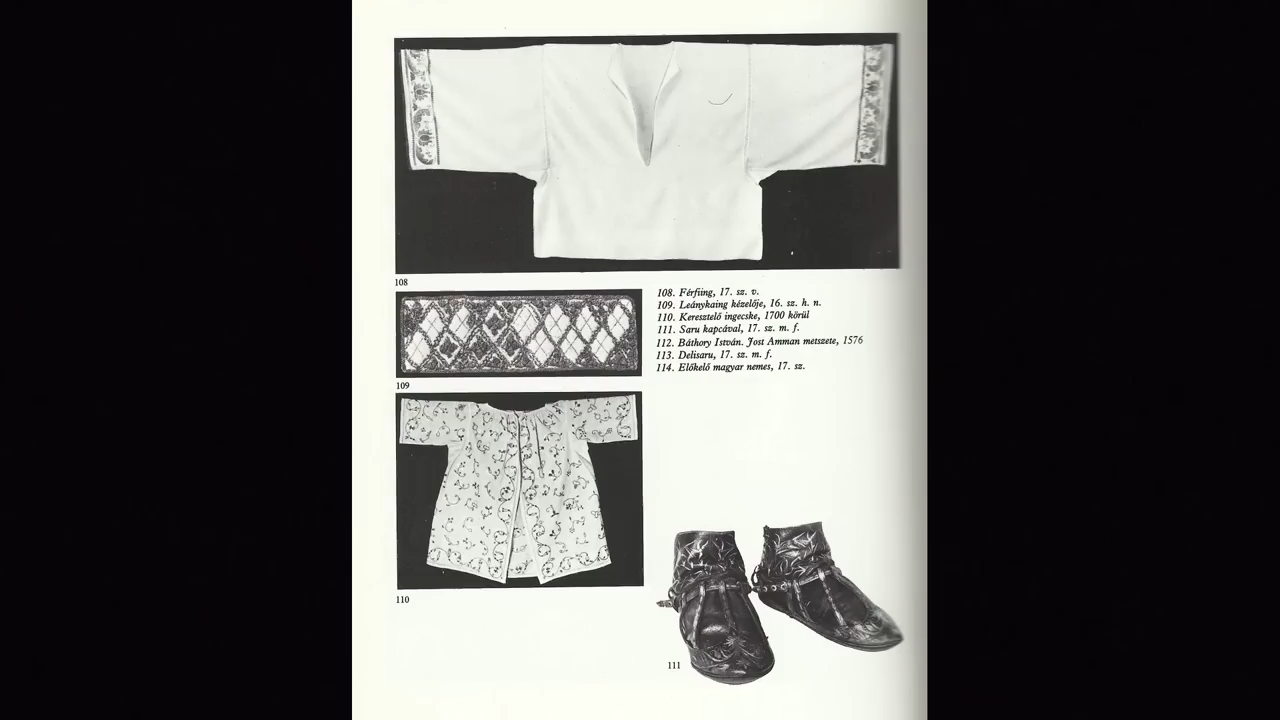 108
108. Férfiing, 17. sz. v.
109. Leánykaing kézelője, 16. sz. h. n.
110. Keresztelő ingecske, 1700 körül
111. Saru kapcával, 17. sz. m. f.
112. Báthory István. Jost Amman metszete, 1576
113. Delisaru, 17. sz. m. f.
114. Előkelő magyar nemes, 17. sz.
109
110
111